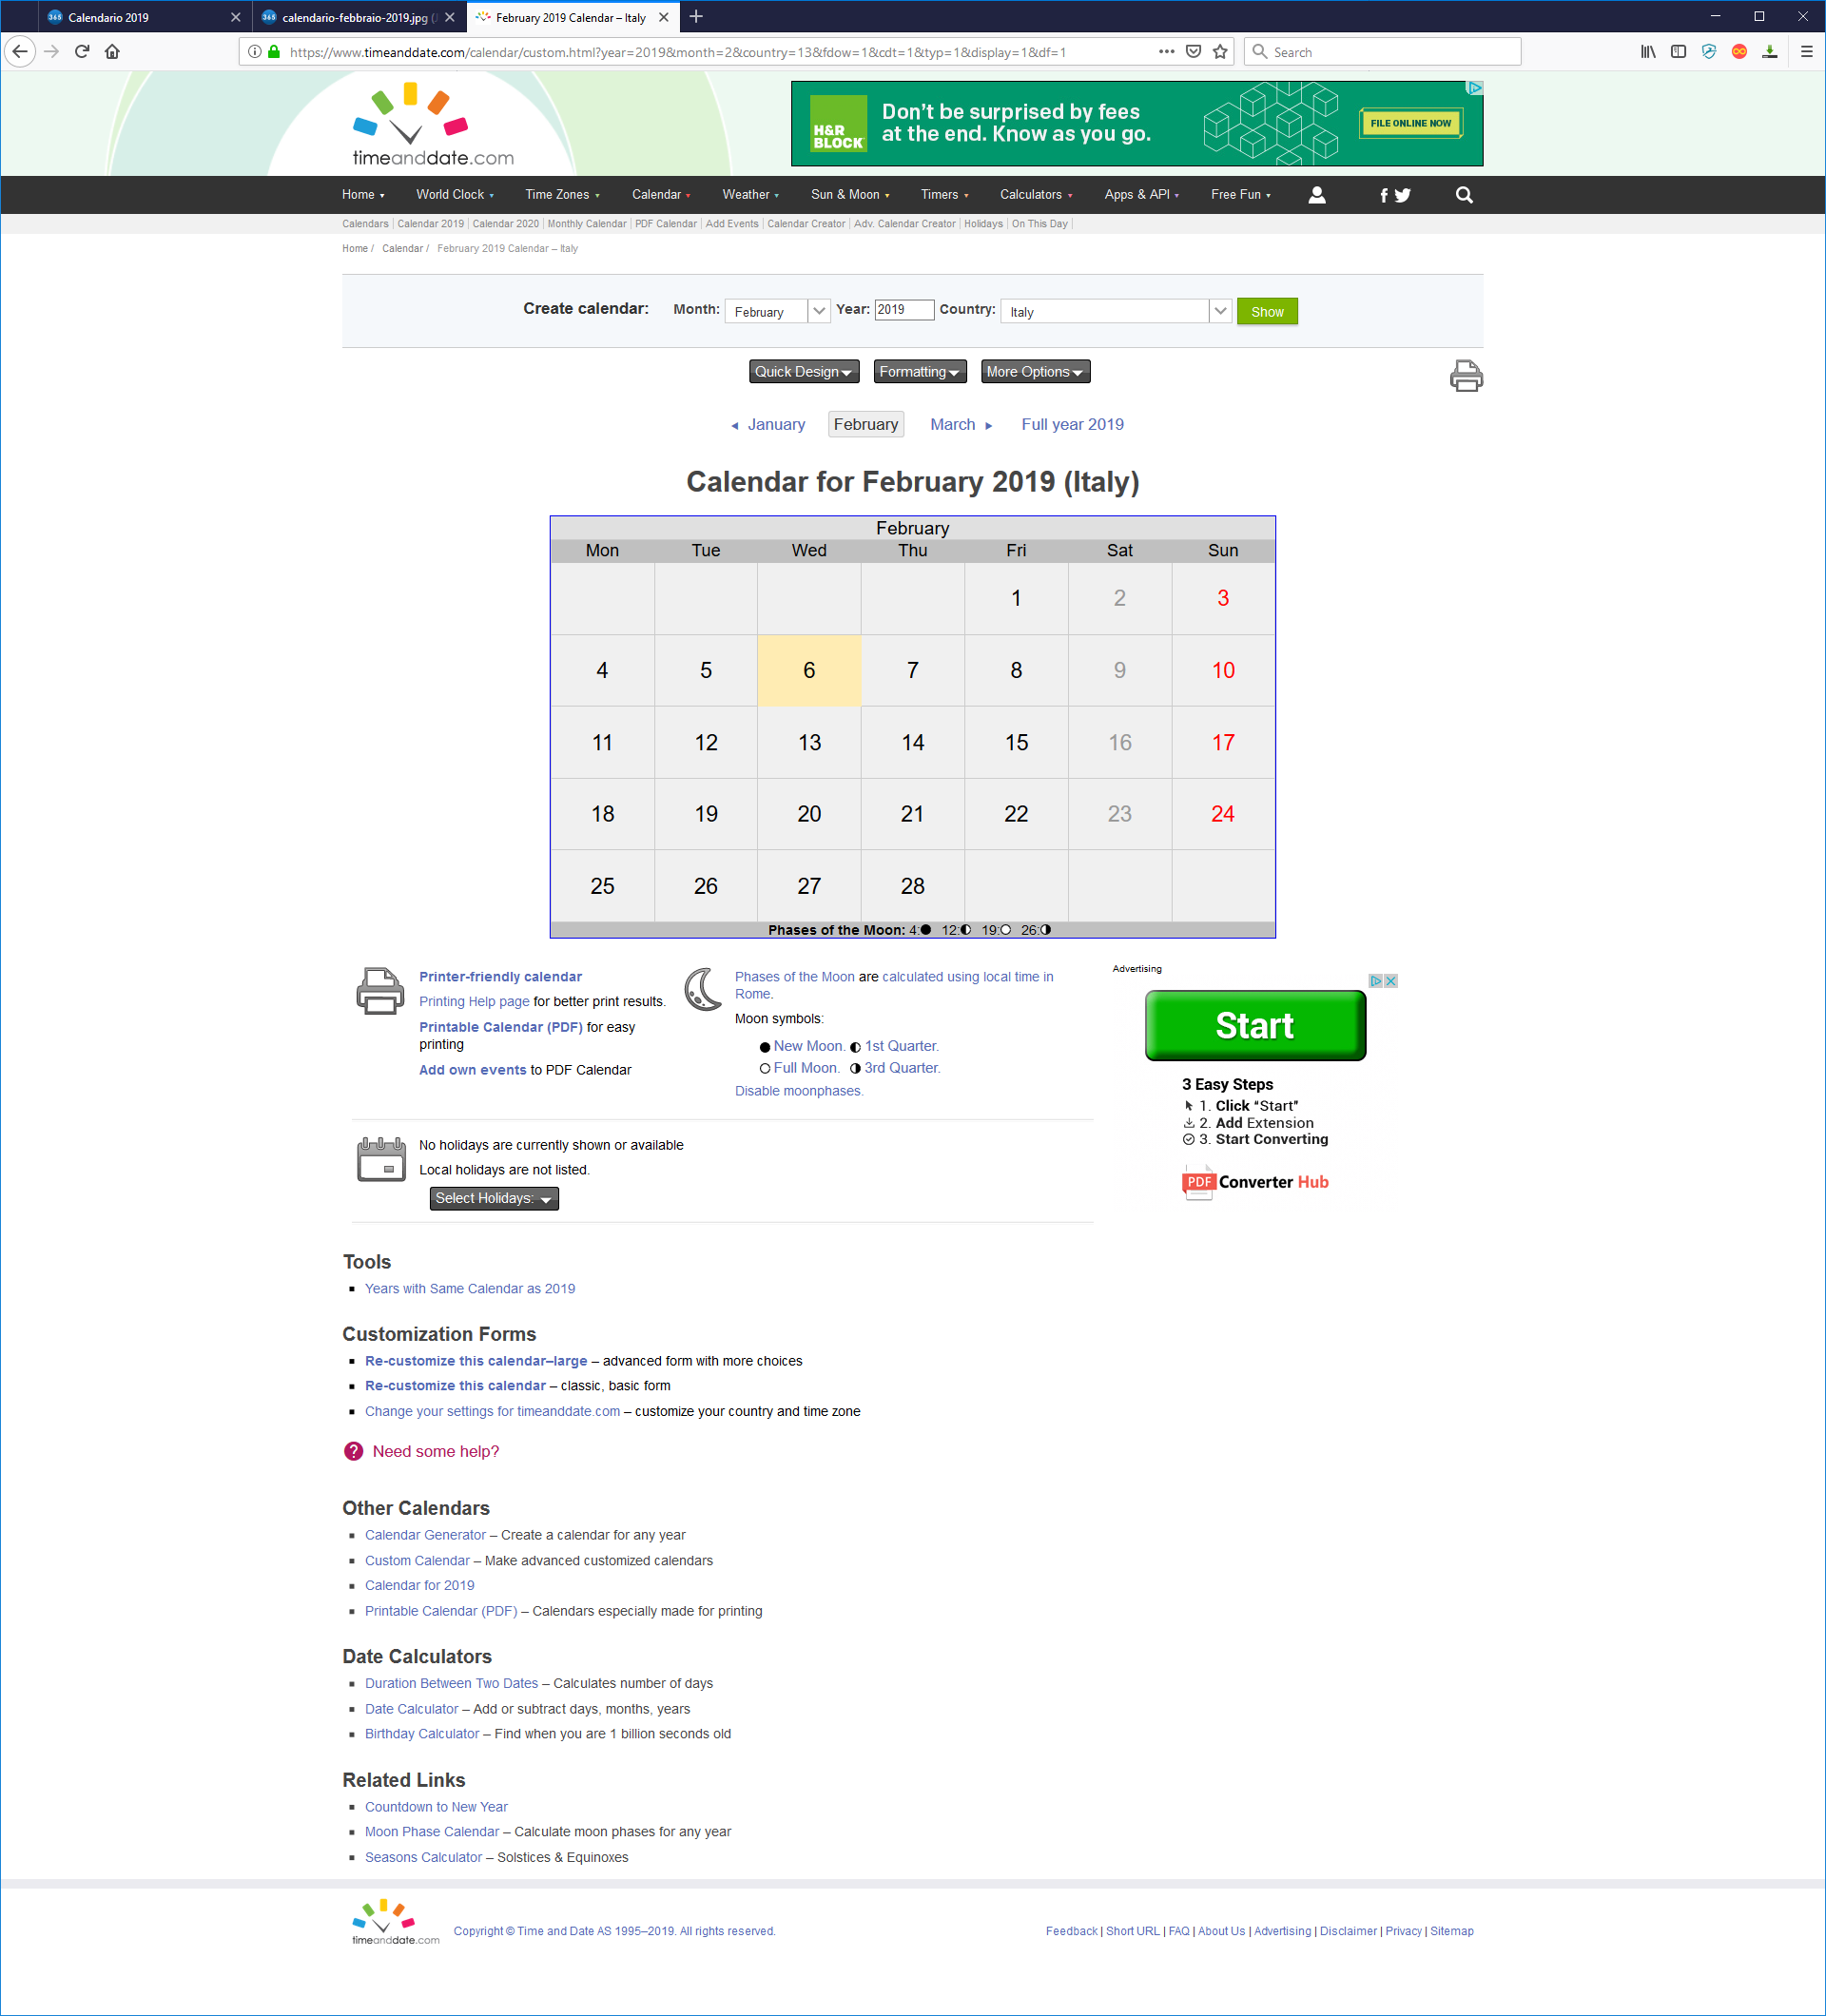 Calendario 2019
calendario-febbraio-2019.jpg (J
February 2019 Calendar – Italy
https://www.timeanddate.com/calendar/custom.html?year=2019&month=2&country=13&fdow=1&cdt=1&typ=1&display=1&df=1
Search
timeanddate.com
H&R BLOCK
Don't be surprised by fees
at the end. Know as you go.
FILE ONLINE NOW
Home World Clock Time Zones Calendar Weather Sun & Moon Timers Calculators Apps & API Free Fun
Calendars | Calendar 2019 | Calendar 2020 | Monthly Calendar | PDF Calendar | Add Events | Calendar Creator | Adv. Calendar Creator | Holidays | On This Day |
Home / Calendar / February 2019 Calendar – Italy
Create calendar: Month: February Year: 2019 Country: Italy Show
Quick Design Formatting More Options
January February March Full year 2019
Calendar for February 2019 (Italy)
February
Mon Tue Wed Thu Fri Sat Sun
1 2 3
4 5 6 7 8 9 10
11 12 13 14 15 16 17
18 19 20 21 22 23 24
25 26 27 28
Phases of the Moon: 4:● 12:◐ 19:○ 26:◑
Printer-friendly calendar
Printing Help page for better print results.
Printable Calendar (PDF) for easy
printing
Add own events to PDF Calendar
Phases of the Moon are calculated using local time in
Rome.
Moon symbols:
● New Moon. ◐ 1st Quarter.
○ Full Moon. ◑ 3rd Quarter.
Disable moonphases.
Advertising
Start
3 Easy Steps
1. Click "Start"
2. Add Extension
3. Start Converting
PDF Converter Hub
No holidays are currently shown or available
Local holidays are not listed.
Select Holidays:
Tools
Years with Same Calendar as 2019
Customization Forms
Re-customize this calendar–large – advanced form with more choices
Re-customize this calendar – classic, basic form
Change your settings for timeanddate.com – customize your country and time zone
? Need some help?
Other Calendars
Calendar Generator – Create a calendar for any year
Custom Calendar – Make advanced customized calendars
Calendar for 2019
Printable Calendar (PDF) – Calendars especially made for printing
Date Calculators
Duration Between Two Dates – Calculates number of days
Date Calculator – Add or subtract days, months, years
Birthday Calculator – Find when you are 1 billion seconds old
Related Links
Countdown to New Year
Moon Phase Calendar – Calculate moon phases for any year
Seasons Calculator – Solstices & Equinoxes
timeanddate.com
Copyright © Time and Date AS 1995–2019. All rights reserved.
Feedback | Short URL | FAQ | About Us | Advertising | Disclaimer | Privacy | Sitemap